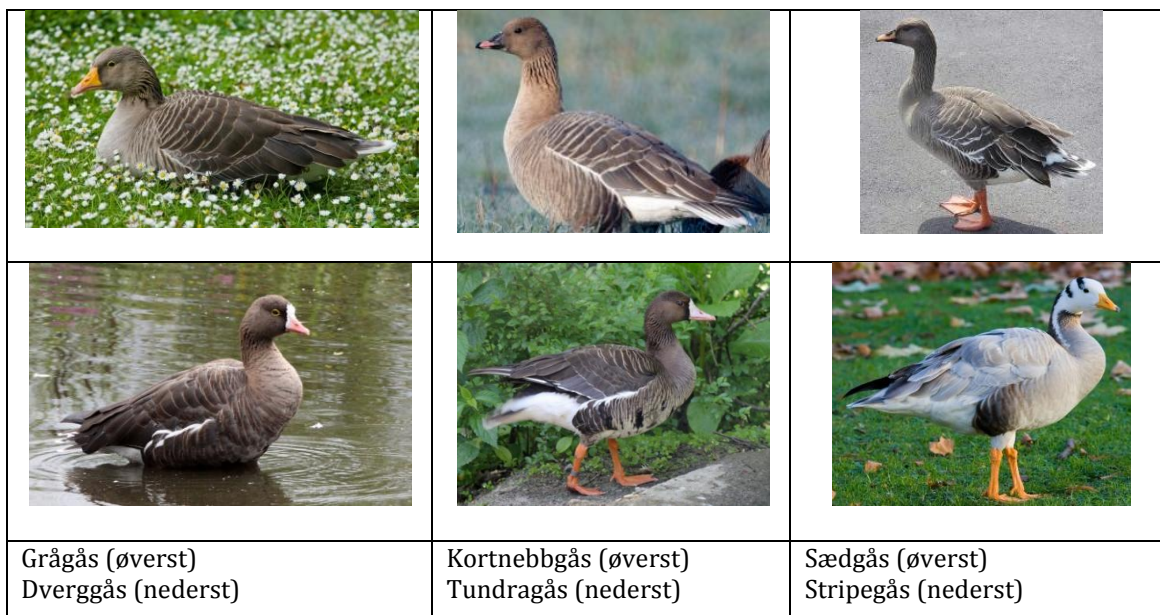 Grågås (øverst)
Dverggås (nederst)
Kortnebbgås (øverst)
Tundragås (nederst)
Sædgås (øverst)
Stripegås (nederst)